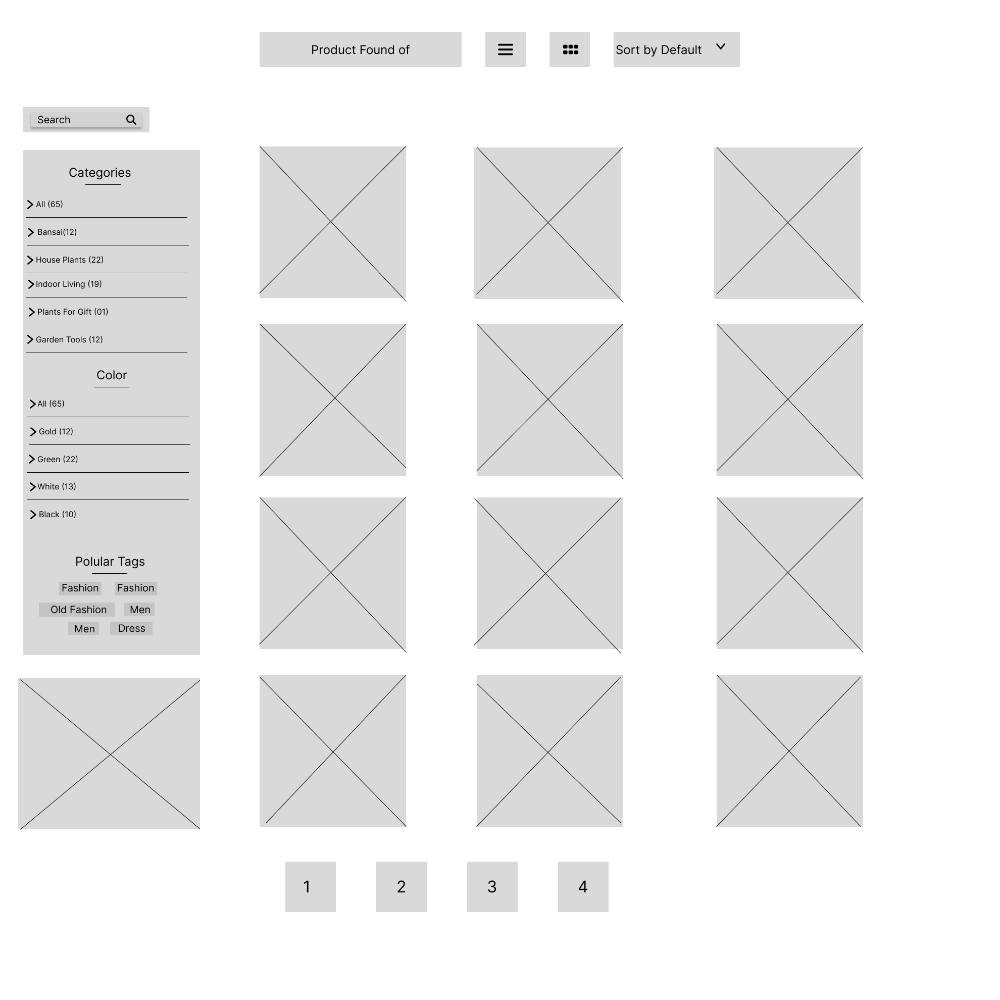 Product Found of
Sort by Default
Search
Categories
All (65)
Bansai(12)
House Plants (22)
Indoor Living (19)
Plants For Gift (01)
Garden Tools (12)
Color
All (65)
Gold (12)
Green (22)
White (13)
Black (10)
Polular Tags
Fashion Fashion
Old Fashion Men
Men Dress
1 2 3 4